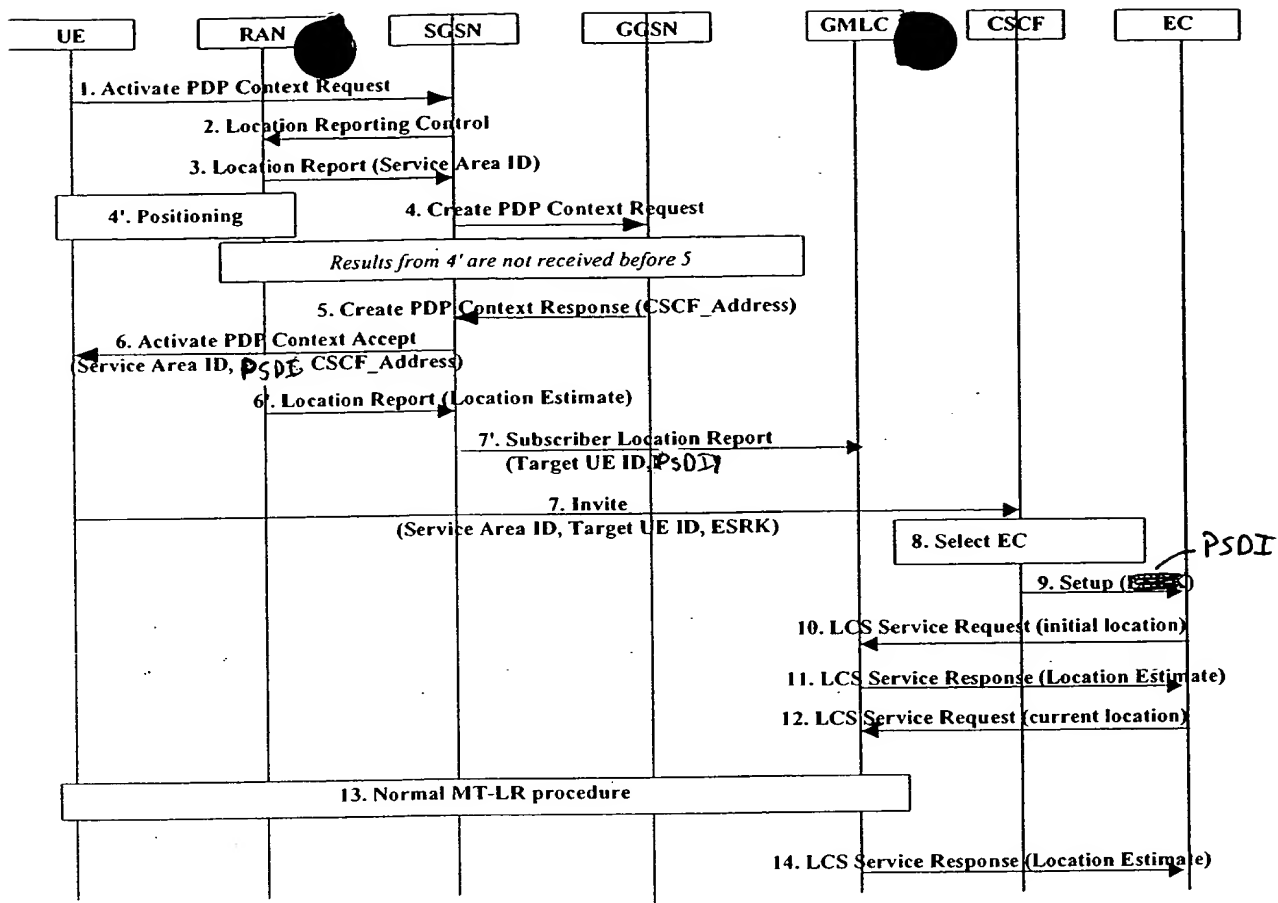 UE RAN SGSN GGSN GMLC CSCF EC
1. Activate PDP Context Request
2. Location Reporting Control
3. Location Report (Service Area ID)
4'. Positioning
4. Create PDP Context Request
Results from 4' are not received before 5
5. Create PDP Context Response (CSCF_Address)
6. Activate PDP Context Accept
(Service Area ID, PSDI, CSCF_Address)
6'. Location Report (Location Estimate)
7'. Subscriber Location Report
(Target UE ID, PSDI)
7. Invite
(Service Area ID, Target UE ID, ESRK)
8. Select EC
PSDI
9. Setup ( )
10. LCS Service Request (initial location)
11. LCS Service Response (Location Estimate)
12. LCS Service Request (current location)
13. Normal MT-LR procedure
14. LCS Service Response (Location Estimate)